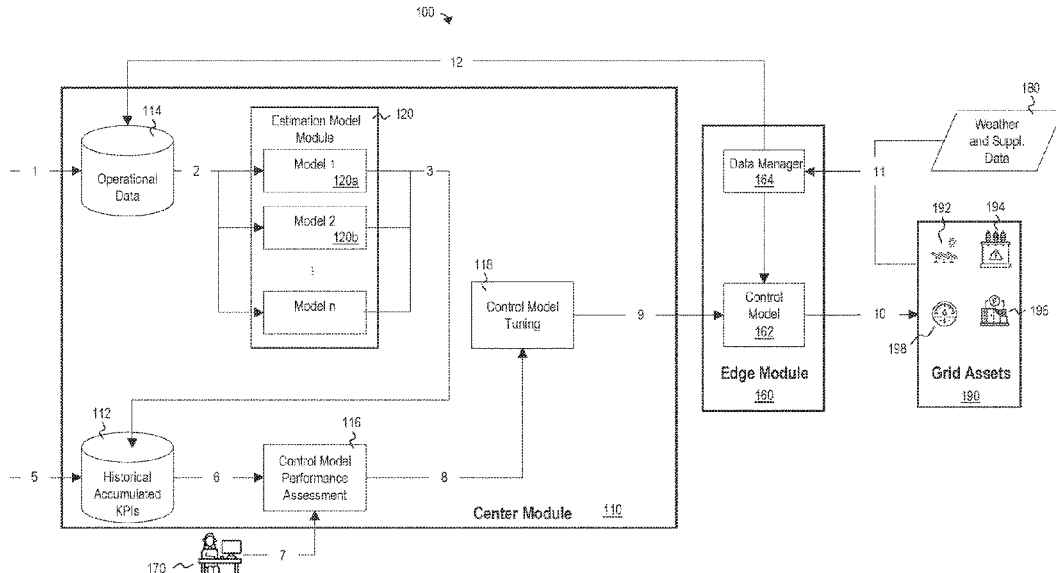 100
12
180
Weather
and Suppl.
Data
114
Operational
Data
1
2
Estimation Model
Module
120
Model 1
120a
3
Model 2
120b
⋮
Model n
Data Manager
164
11
192
194
118
Control Model
Tuning
9
Control
Model
162
10
198
196
Edge Module
160
Grid Assets
190
112
Historical
Accumulated
KPIs
5
6
116
Control Model
Performance
Assessment
8
Center Module
110
170
7